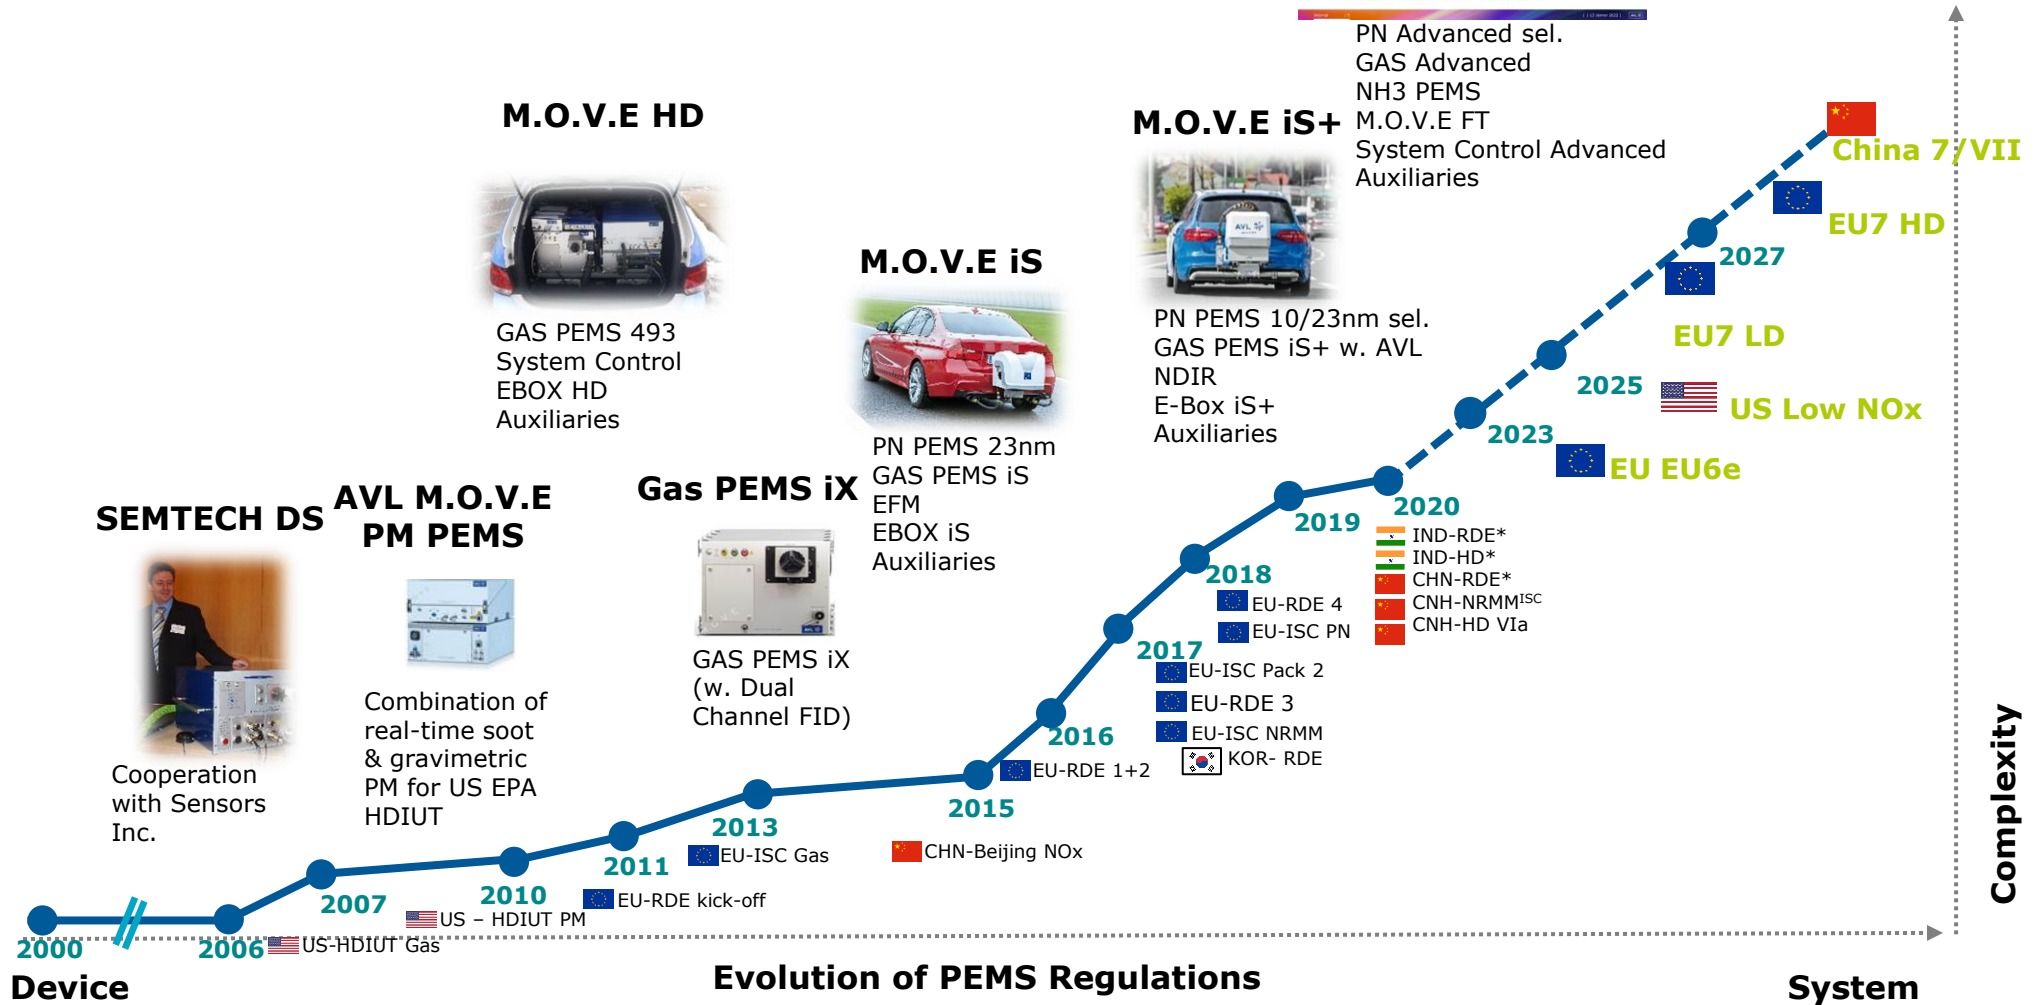 PN Advanced sel.
GAS Advanced
NH3 PEMS
M.O.V.E FT
System Control Advanced
Auxiliaries
M.O.V.E HD
GAS PEMS 493
System Control
EBOX HD
Auxiliaries
M.O.V.E iS+
AVL
PN PEMS 10/23nm sel.
GAS PEMS iS+ w. AVL
NDIR
E-Box iS+
Auxiliaries
M.O.V.E iS
PN PEMS 23nm
GAS PEMS iS
EFM
EBOX iS
Auxiliaries
China 7/VII
EU7 HD
2027
EU7 LD
2025
US Low NOx
2023
EU EU6e
SEMTECH DS
Cooperation
with Sensors
Inc.
AVL M.O.V.E
PM PEMS
Combination of
real-time soot
& gravimetric
PM for US EPA
HDIUT
Gas PEMS iX
GAS PEMS iX
(w. Dual
Channel FID)
2020
IND-RDE*
IND-HD*
CHN-RDE*
CNH-NRMMISC
CNH-HD VIa
2019
2018
EU-RDE 4
EU-ISC PN
2017
EU-ISC Pack 2
EU-RDE 3
EU-ISC NRMM
KOR- RDE
2016
EU-RDE 1+2
2015
CHN-Beijing NOx
2013
EU-ISC Gas
2011
EU-RDE kick-off
2010
US – HDIUT PM
2007
2006
US-HDIUT Gas
2000
Device
Evolution of PEMS Regulations
System
Complexity